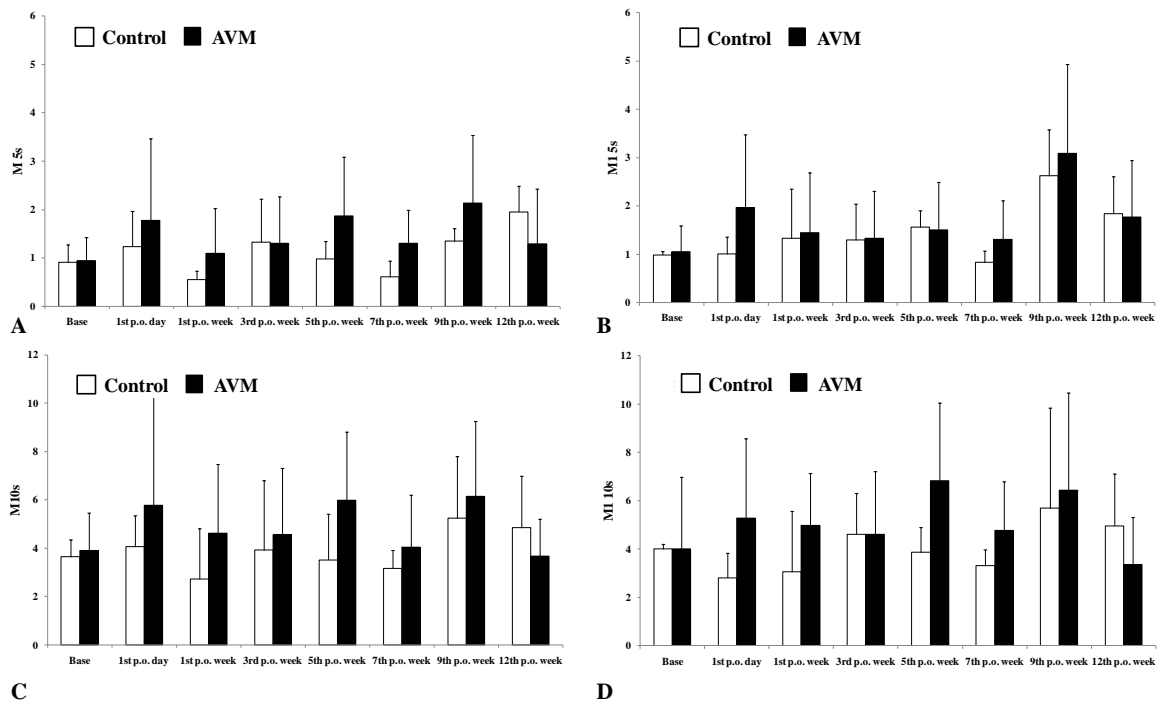 Control AVM
6
5
4
3
2
1
0
M 5s
Base 1st p.o. day 1st p.o. week 3rd p.o. week 5th p.o. week 7th p.o. week 9th p.o. week 12th p.o. week
A
Control AVM
6
5
4
3
2
1
0
M1 5s
Base 1st p.o. day 1st p.o. week 3rd p.o. week 5th p.o. week 7th p.o. week 9th p.o. week 12th p.o. week
B
Control AVM
12
10
8
6
4
2
0
M10s
Base 1st p.o. day 1st p.o. week 3rd p.o. week 5th p.o. week 7th p.o. week 9th p.o. week 12th p.o. week
C
Control AVM
12
10
8
6
4
2
0
M1 10s
Base 1st p.o. day 1st p.o. week 3rd p.o. week 5th p.o. week 7th p.o. week 9th p.o. week 12th p.o. week
D